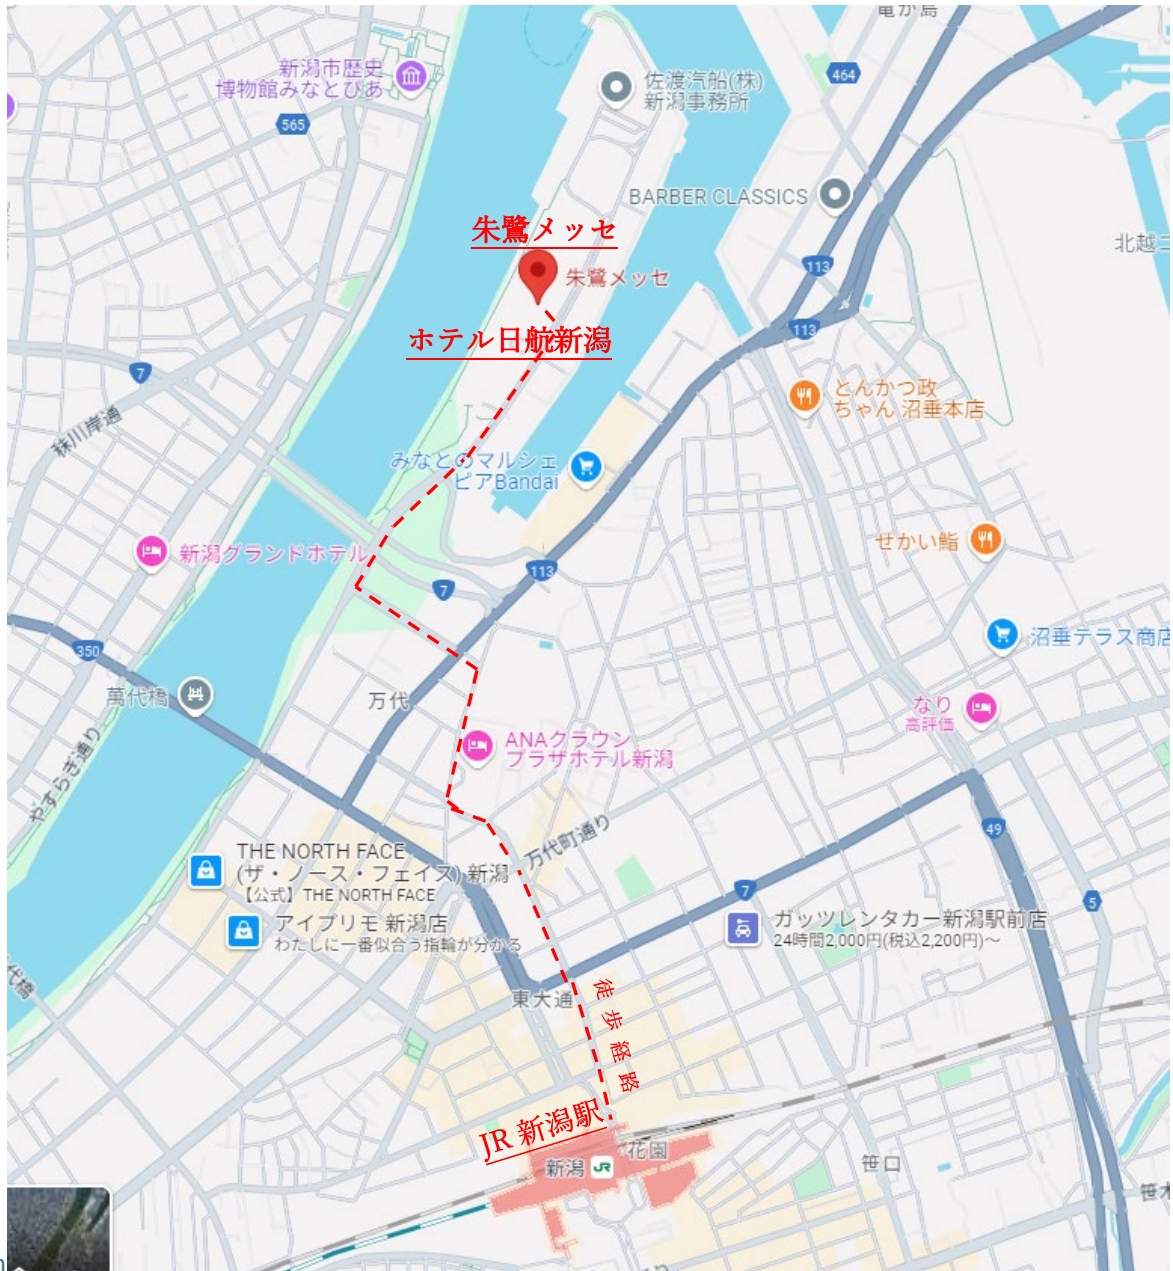 竜が島
新潟市歴史
博物館みなとぴあ
佐渡汽船(株)
新潟事務所
464
565
BARBER CLASSICS
朱鷺メッセ
北越コ
113
朱鷺メッセ
113
ホテル日航新潟
7
とんかつ政
ちゃん 沼垂本店
秣川岸通
みなとのマルシェ
ピアBandai
せかい鮨
新潟グランドホテル
113
7
沼垂テラス商店
350
萬代橋
万代
なり
高評価
ANAクラウン
プラザホテル新潟
やすらぎ通り
49
万代町通り
THE NORTH FACE
(ザ・ノース・フェイス) 新潟
【公式】THE NORTH FACE
7
5
アイプリモ 新潟店
わたしに一番似合う指輪が分かる
ガッツレンタカー新潟駅前店
24時間2,000円(税込2,200円)～
代橋
東大通
徒歩経路
JR 新潟駅
花園
新潟
JR
笹口
笹木